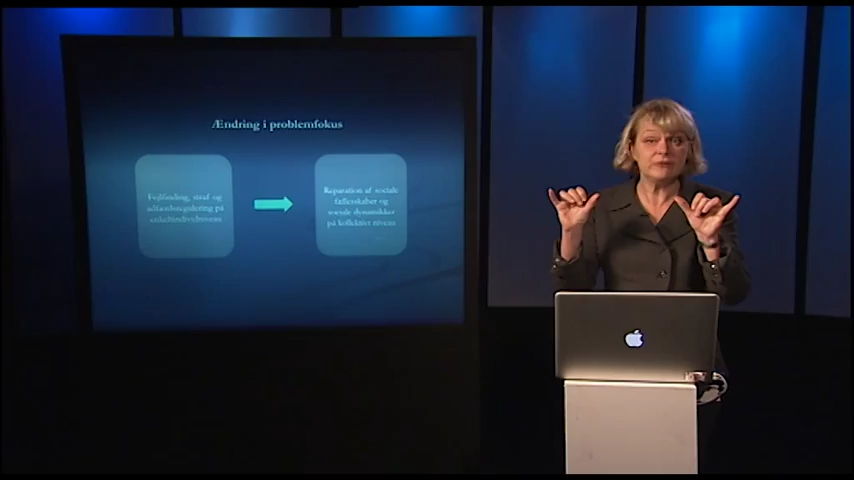 Ændring i problemfokus
Fejlfinding, straf og
adfærdsregulering på
enkeltindividniveau
Reparation af sociale
fællesskaber og
sociale dynamikker
på kollektivt niveau